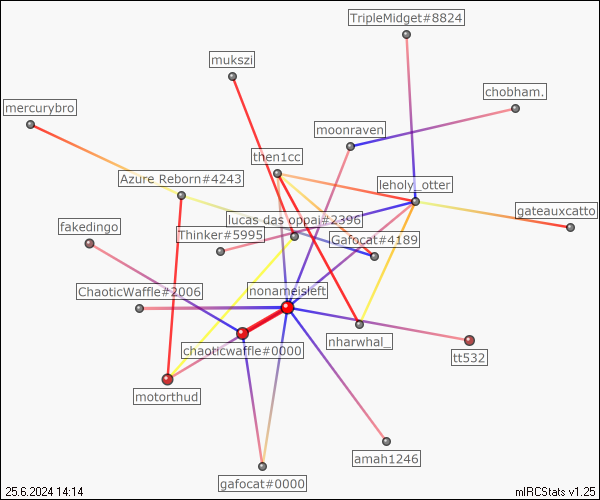 TripleMidget#8824
mukszi
chobham.
mercurybro
moonraven
then1cc
Azure Reborn#4243
leholy_otter
gateauxcatto
lucas das oppai#2396
fakedingo
Thinker#5995
Gafocat#4189
ChaoticWaffle#2006
nonameisleft
nharwhal_
chaoticwaffle#0000
tt532
motorthud
amah1246
gafocat#0000
25.6.2024 14:14
mIRCStats v1.25